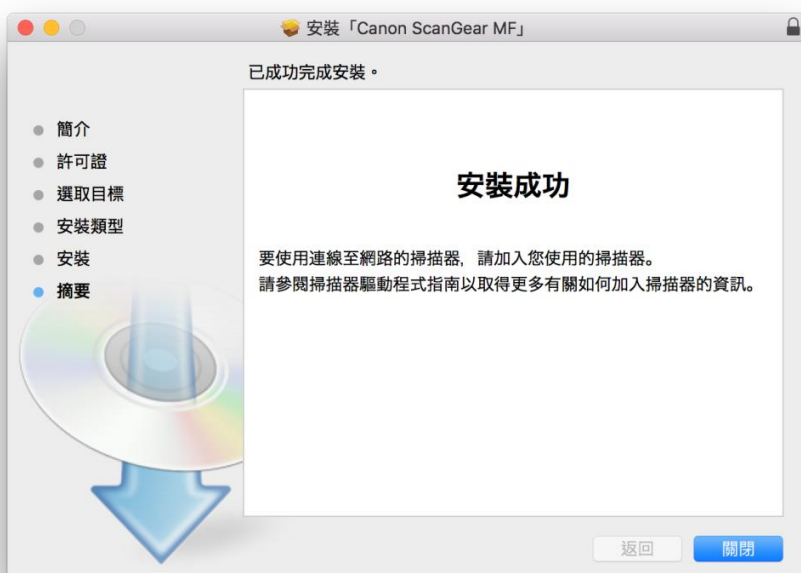 安裝「Canon ScanGear MF」
已成功完成安裝。
簡介
許可證
選取目標
安裝類型
安裝
摘要
安裝成功
要使用連線至網路的掃描器，請加入您使用的掃描器。
請參閱掃描器驅動程式指南以取得更多有關如何加入掃描器的資訊。
返回
關閉